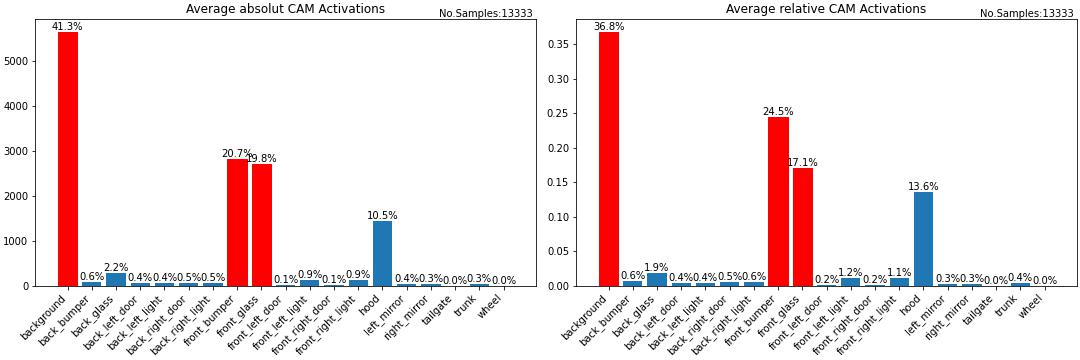 Average absolut CAM Activations
No.Samples:13333
5000
4000
3000
2000
1000
0
41.3%
0.6%
2.2%
0.4%
0.4%
0.5%
0.5%
20.7%
19.8%
0.1%
0.9%
0.1%
0.9%
10.5%
0.4%
0.3%
0.0%
0.3%
0.0%
background
back_bumper
back_glass
back_left_door
back_left_light
back_right_door
back_right_light
front_bumper
front_glass
front_left_door
front_left_light
front_right_door
front_right_light
hood
left_mirror
right_mirror
tailgate
trunk
wheel
Average relative CAM Activations
No.Samples:13333
0.35
0.30
0.25
0.20
0.15
0.10
0.05
0.00
36.8%
0.6%
1.9%
0.4%
0.4%
0.5%
0.6%
24.5%
17.1%
0.2%
1.2%
0.2%
1.1%
13.6%
0.3%
0.3%
0.0%
0.4%
0.0%
background
back_bumper
back_glass
back_left_door
back_left_light
back_right_door
back_right_light
front_bumper
front_glass
front_left_door
front_left_light
front_right_door
front_right_light
hood
left_mirror
right_mirror
tailgate
trunk
wheel